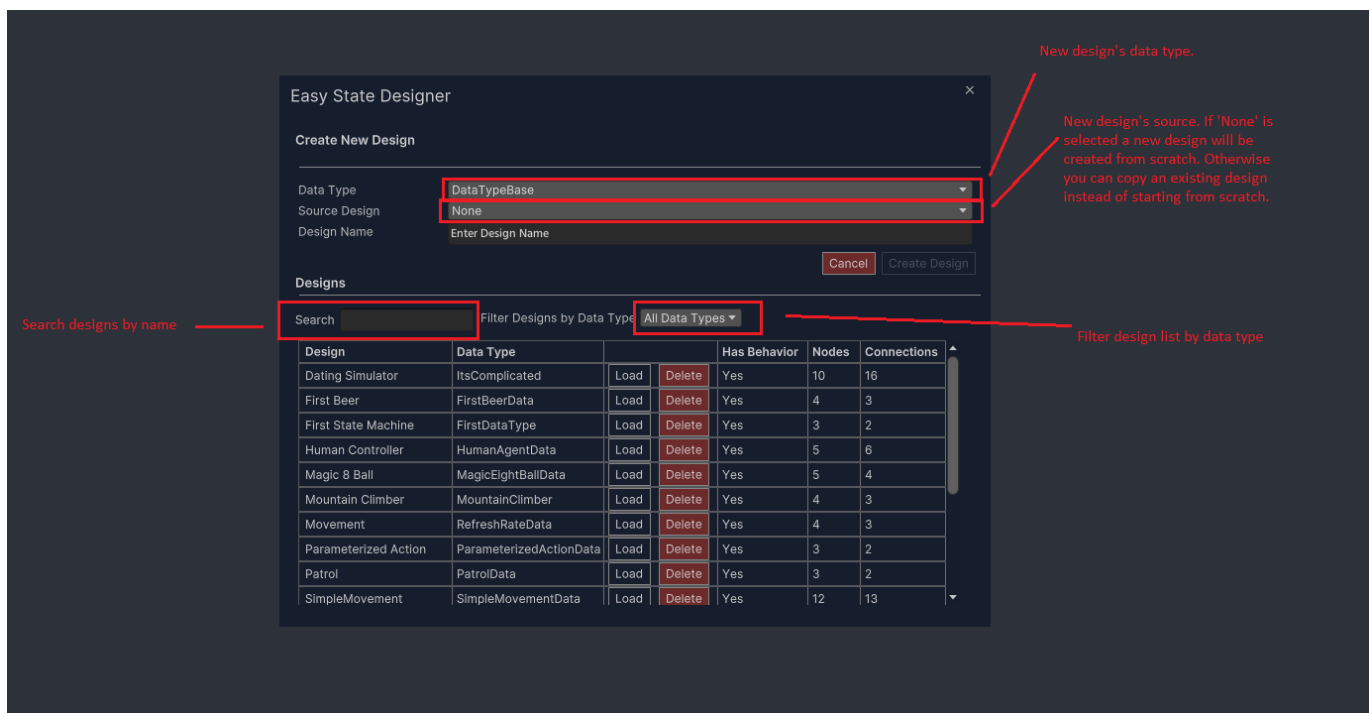 New design's data type.
Easy State Designer ×
Create New Design
New design's source. If 'None' is
selected a new design will be
created from scratch. Otherwise
you can copy an existing design
instead of starting from scratch.
Data Type DataTypeBase
Source Design None
Design Name Enter Design Name
Cancel Create Design
Designs
Search designs by name
Search Filter Designs by Data Type All Data Types
Filter design list by data type
Design Data Type Has Behavior Nodes Connections
Dating Simulator ItsComplicated Load Delete Yes 10 16
First Beer FirstBeerData Load Delete Yes 4 3
First State Machine FirstDataType Load Delete Yes 3 2
Human Controller HumanAgentData Load Delete Yes 5 6
Magic 8 Ball MagicEightBallData Load Delete Yes 5 4
Mountain Climber MountainClimber Load Delete Yes 4 3
Movement RefreshRateData Load Delete Yes 4 3
Parameterized Action ParameterizedActionData Load Delete Yes 3 2
Patrol PatrolData Load Delete Yes 3 2
SimpleMovement SimpleMovementData Load Delete Yes 12 13